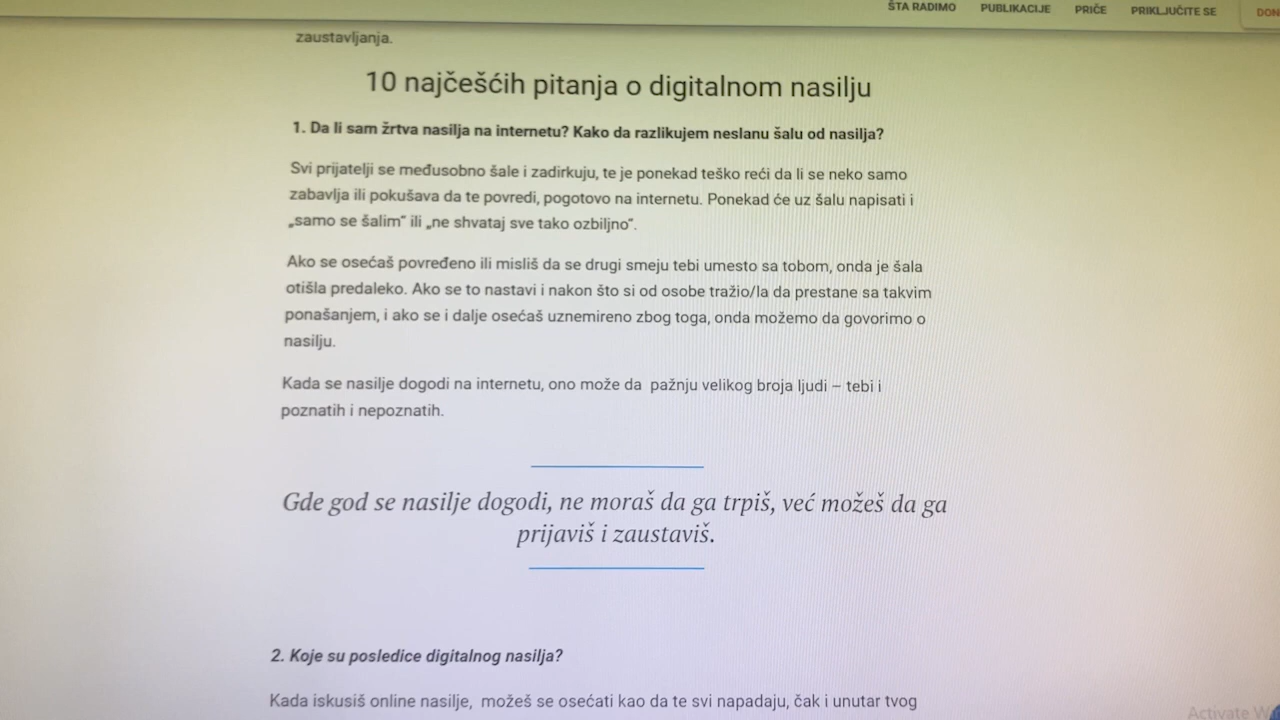 ŠTA RADIMO PUBLIKACIJE PRIČE PRIKLJUČITE SE DON
zaustavljanja.
10 najčešćih pitanja o digitalnom nasilju
1. Da li sam žrtva nasilja na internetu? Kako da razlikujem neslanu šalu od nasilja?
Svi prijatelji se međusobno šale i zadirkuju, te je ponekad teško reći da li se neko samo
zabavlja ili pokušava da te povredi, pogotovo na internetu. Ponekad će uz šalu napisati i
„samo se šalim“ ili „ne shvataj sve tako ozbiljno“.
Ako se osećaš povređeno ili misliš da se drugi smeju tebi umesto sa tobom, onda je šala
otišla predaleko. Ako se to nastavi i nakon što si od osobe tražio/la da prestane sa takvim
ponašanjem, i ako se i dalje osećaš uznemireno zbog toga, onda možemo da govorimo o
nasilju.
Kada se nasilje dogodi na internetu, ono može da  pažnju velikog broja ljudi – tebi i
poznatih i nepoznatih.
Gde god se nasilje dogodi, ne moraš da ga trpiš, već možeš da ga
prijaviš i zaustaviš.
2. Koje su posledice digitalnog nasilja?
Kada iskusiš online nasilje,  možeš se osećati kao da te svi napadaju, čak i unutar tvog
Activate W